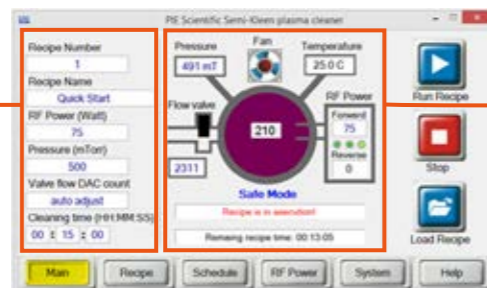 PIE Scientific Semi-Kleen plasma cleaner
Recipe Number
1
Recipe Name
Quick Start
RF Power (Watt)
75
Pressure (mTorr)
500
Valve flow DAC count
auto adjust
Cleaning time (HH:MM:SS)
00 : 15 : 00
Pressure
491 mT
Fan
Temperature
25.0 C
Flow valve
2311
210
RF Power
Forward
75
Reverse
0
Safe Mode
Recipe is in execution!
Remaing recipe time: 00:13:05
Run Recipe
Stop
Load Recipe
Main
Recipe
Schedule
RF Power
System
Help